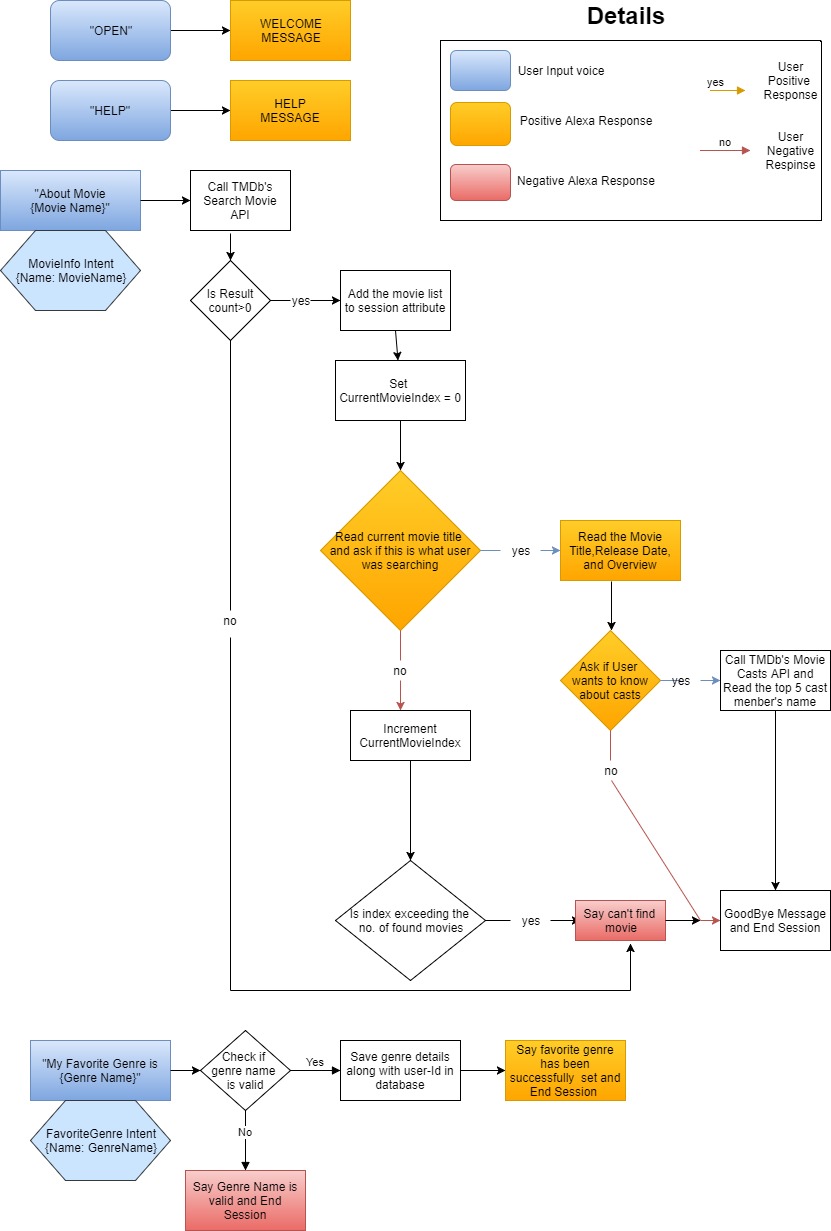 "OPEN"
WELCOME
MESSAGE
"HELP"
HELP
MESSAGE
Details
User Input voice
Positive Alexa Response
Negative Alexa Response
yes
User
Positive
Response
no
User
Negative
Respinse
"About Movie
{Movie Name}"
MovieInfo Intent
{Name: MovieName}
Call TMDb's
Search Movie
API
Is Result
count>0
yes
Add the movie list
to session attribute
Set
CurrentMovieIndex = 0
Read current movie title
and ask if this is what user
was searching
yes
Read the Movie
Title,Release Date,
and Overview
no
no
Ask if User
wants to know
about casts
yes
Call TMDb's Movie
Casts API and
Read the top 5 cast
menber's name
Increment
CurrentMovieIndex
no
Is index exceeding the
no. of found movies
yes
Say can't find
movie
GoodBye Message
and End Session
"My Favorite Genre is
{Genre Name}"
FavoriteGenre Intent
{Name: GenreName}
Check if
genre name
is valid
Yes
Save genre details
along with user-Id in
database
Say favorite genre
has been
successfully set and
End Session
No
Say Genre Name is
valid and End
Session